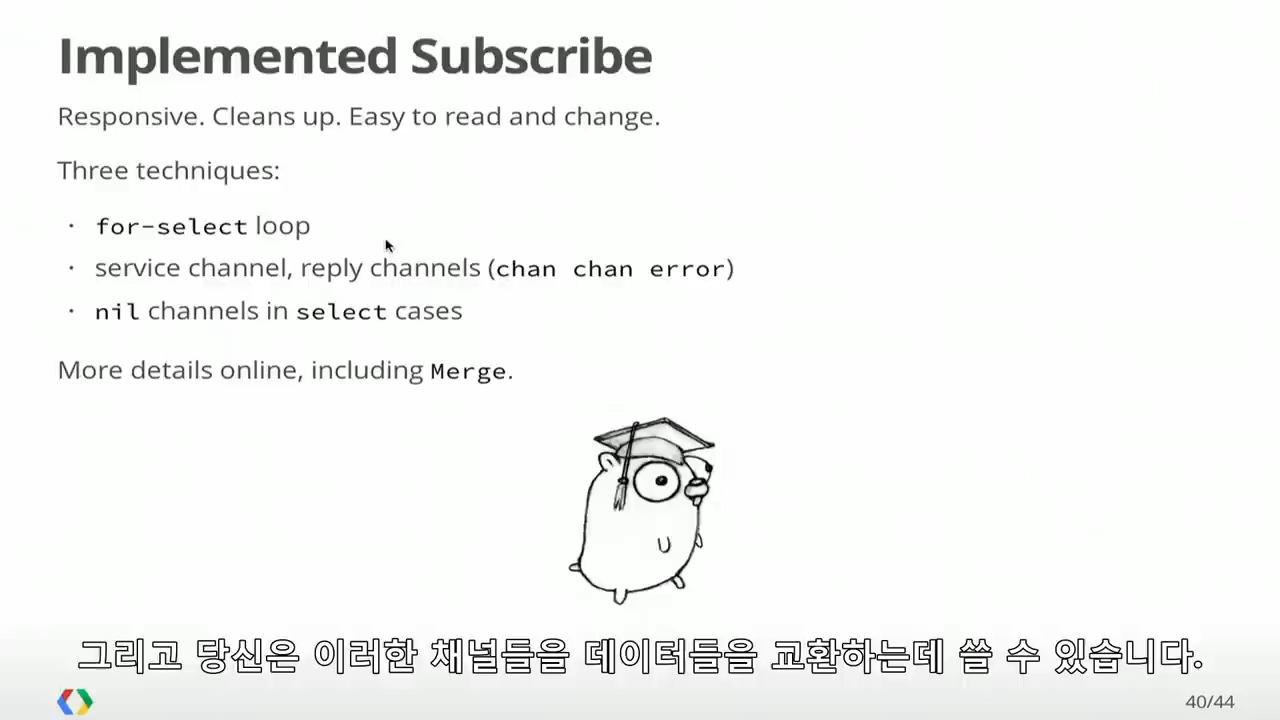 Implemented Subscribe
Responsive. Cleans up. Easy to read and change.
Three techniques:
· for-select loop
· service channel, reply channels (chan chan error)
· nil channels in select cases
More details online, including Merge.
그리고 당신은 이러한 채널들을 데이터들을 교환하는데 쓸 수 있습니다.
40/44